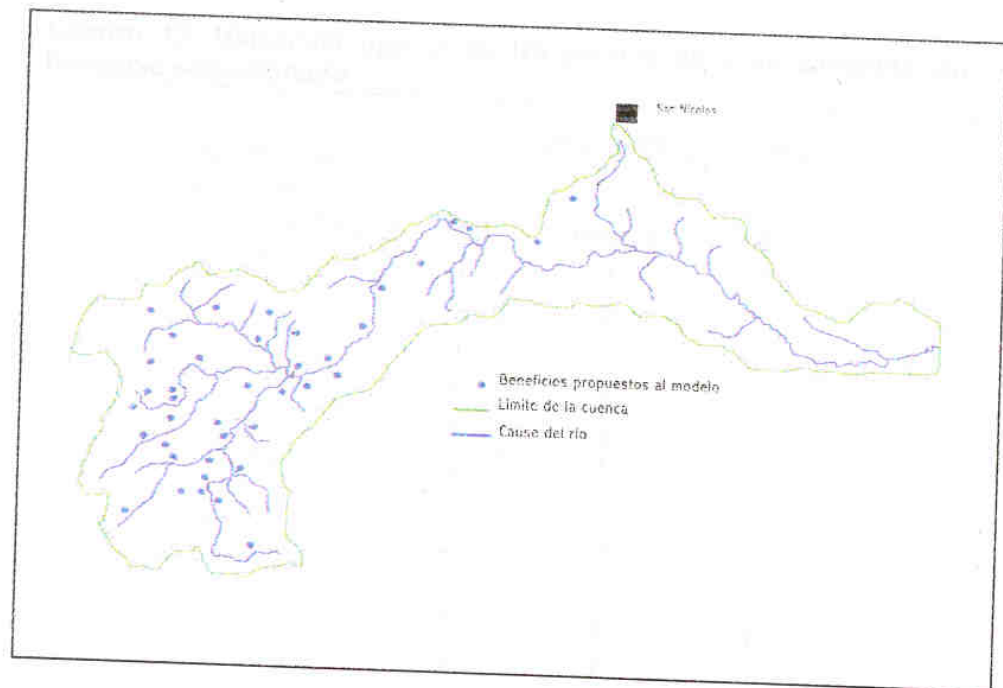 San Nicolas
Beneficios propuestos al modelo
Limite de la cuenca
Cause del río